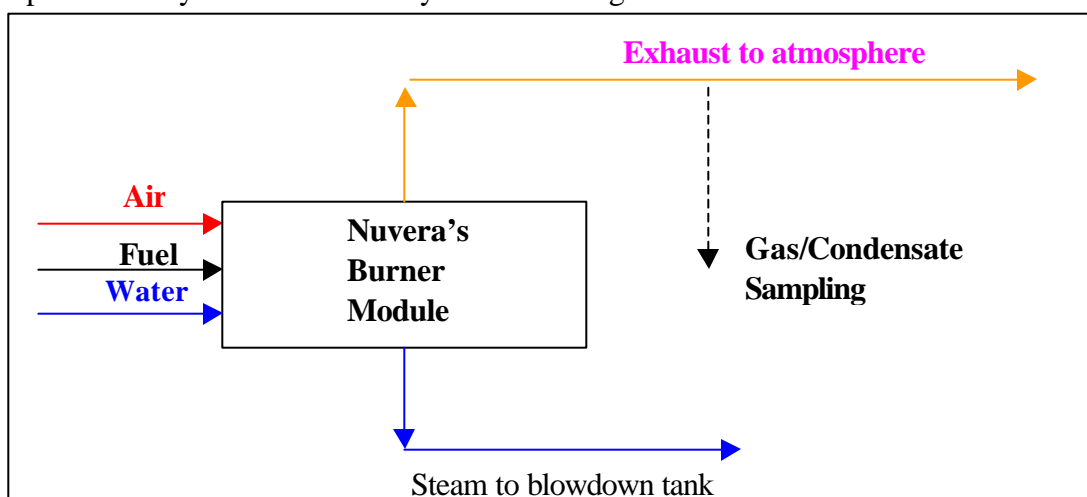 Exhaust to atmosphere
Air
Fuel
Water
Nuvera's
Burner
Module
Gas/Condensate
Sampling
Steam to blowdown tank